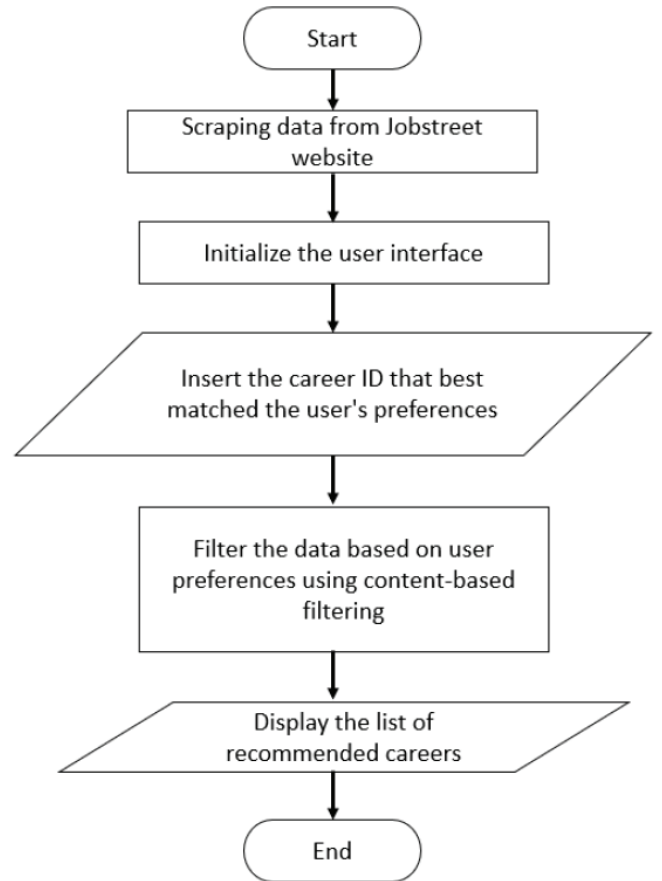 Start
Scraping data from Jobstreet
website
Initialize the user interface
Insert the career ID that best
matched the user's preferences
Filter the data based on user
preferences using content-based
filtering
Display the list of
recommended careers
End